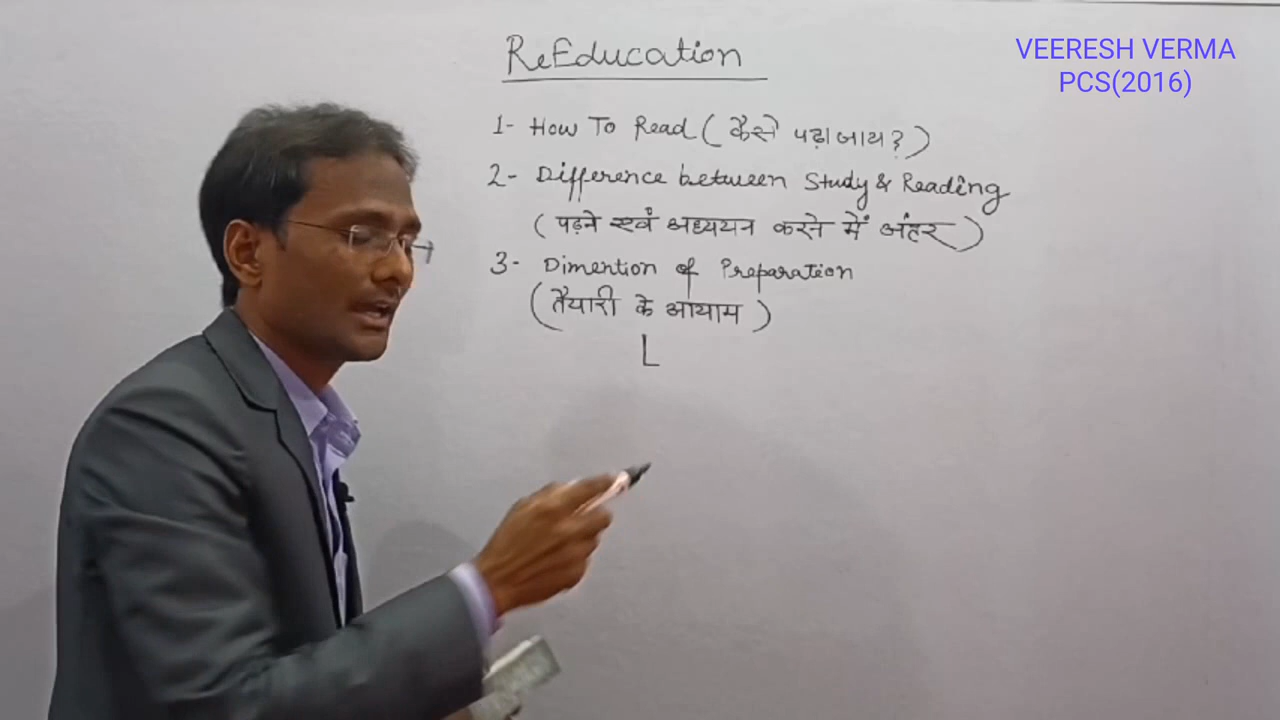 ReEducation
VEERESH VERMA
PCS(2016)
1- How To Read ( कैसे पढ़ा जाय? )
2- Difference between Study & Reading
( पढ़ने एवं अध्ययन करने में अंतर )
3- Dimention of Preparation
( तैयारी के आयाम )
L